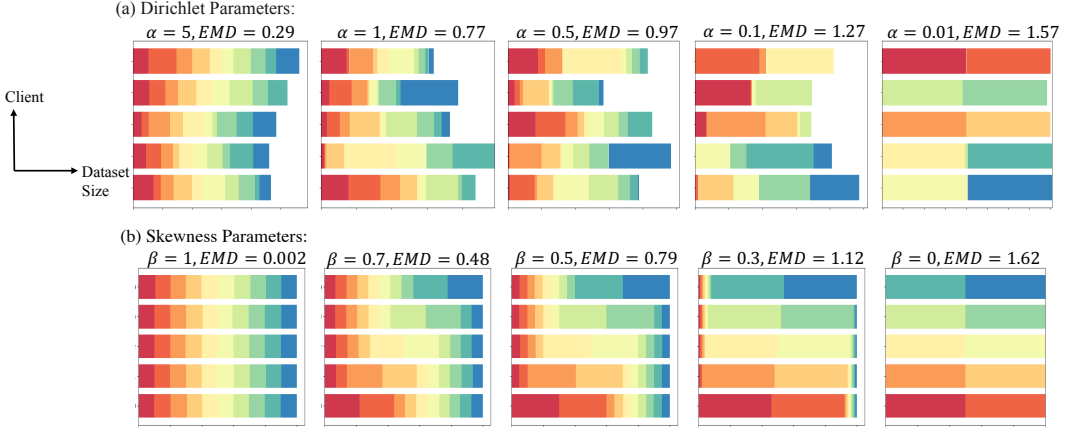 (a) Dirichlet Parameters:
α = 5, EMD = 0.29
α = 1, EMD = 0.77
α = 0.5, EMD = 0.97
α = 0.1, EMD = 1.27
α = 0.01, EMD = 1.57
Client
Dataset
Size
(b) Skewness Parameters:
β = 1, EMD = 0.002
β = 0.7, EMD = 0.48
β = 0.5, EMD = 0.79
β = 0.3, EMD = 1.12
β = 0, EMD = 1.62